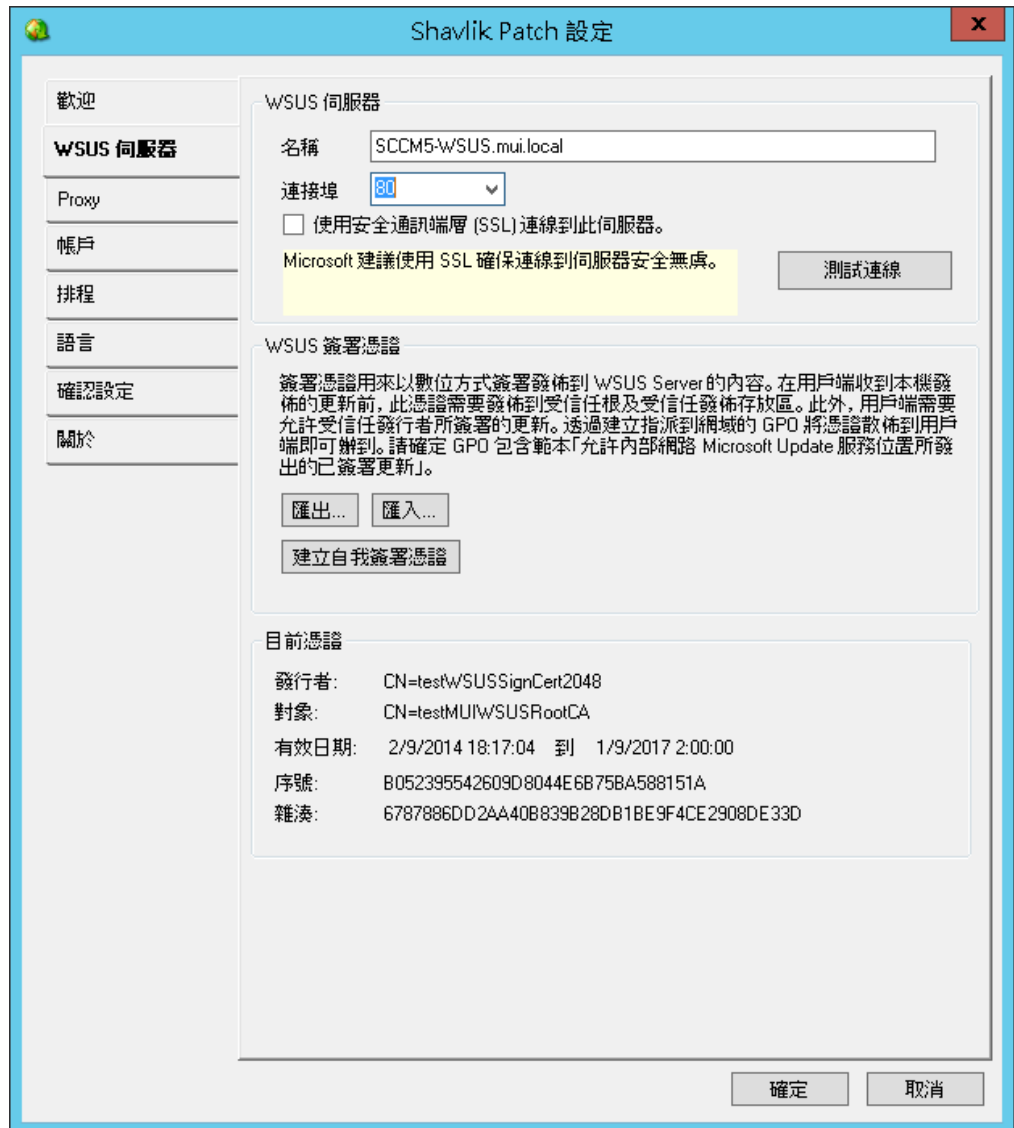 Shavlik Patch 設定
x
歡迎
WSUS 伺服器
Proxy
帳戶
排程
語言
確認設定
關於
WSUS 伺服器
名稱
SCCM5-WSUS.mui.local
連接埠
80
使用安全通訊端層 (SSL) 連線到此伺服器。
Microsoft 建議使用 SSL 確保連線到伺服器安全無虞。
測試連線
WSUS 簽署憑證
簽署憑證用來以數位方式簽署發佈到 WSUS Server 的內容。在用戶端收到本機發
佈的更新前，此憑證需要發佈到受信任根及受信任發佈存放區。此外，用戶端需要
允許受信任發行者所簽署的更新。透過建立指派到網域的 GPO 將憑證散佈到用戶
端即可辦到。請確定 GPO 包含範本「允許內部網路 Microsoft Update 服務位置所發
出的已簽署更新」。
匯出...
匯入...
建立自我簽署憑證
目前憑證
發行者: CN=testWSUSSignCert2048
對象: CN=testMUIWSUSRootCA
有效日期: 2/9/2014 18:17:04 到 1/9/2017 2:00:00
序號: B052395542609D8044E6B75BA588151A
雜湊: 6787886DD2AA40B839B28DB1BE9F4CE2908DE33D
確定
取消